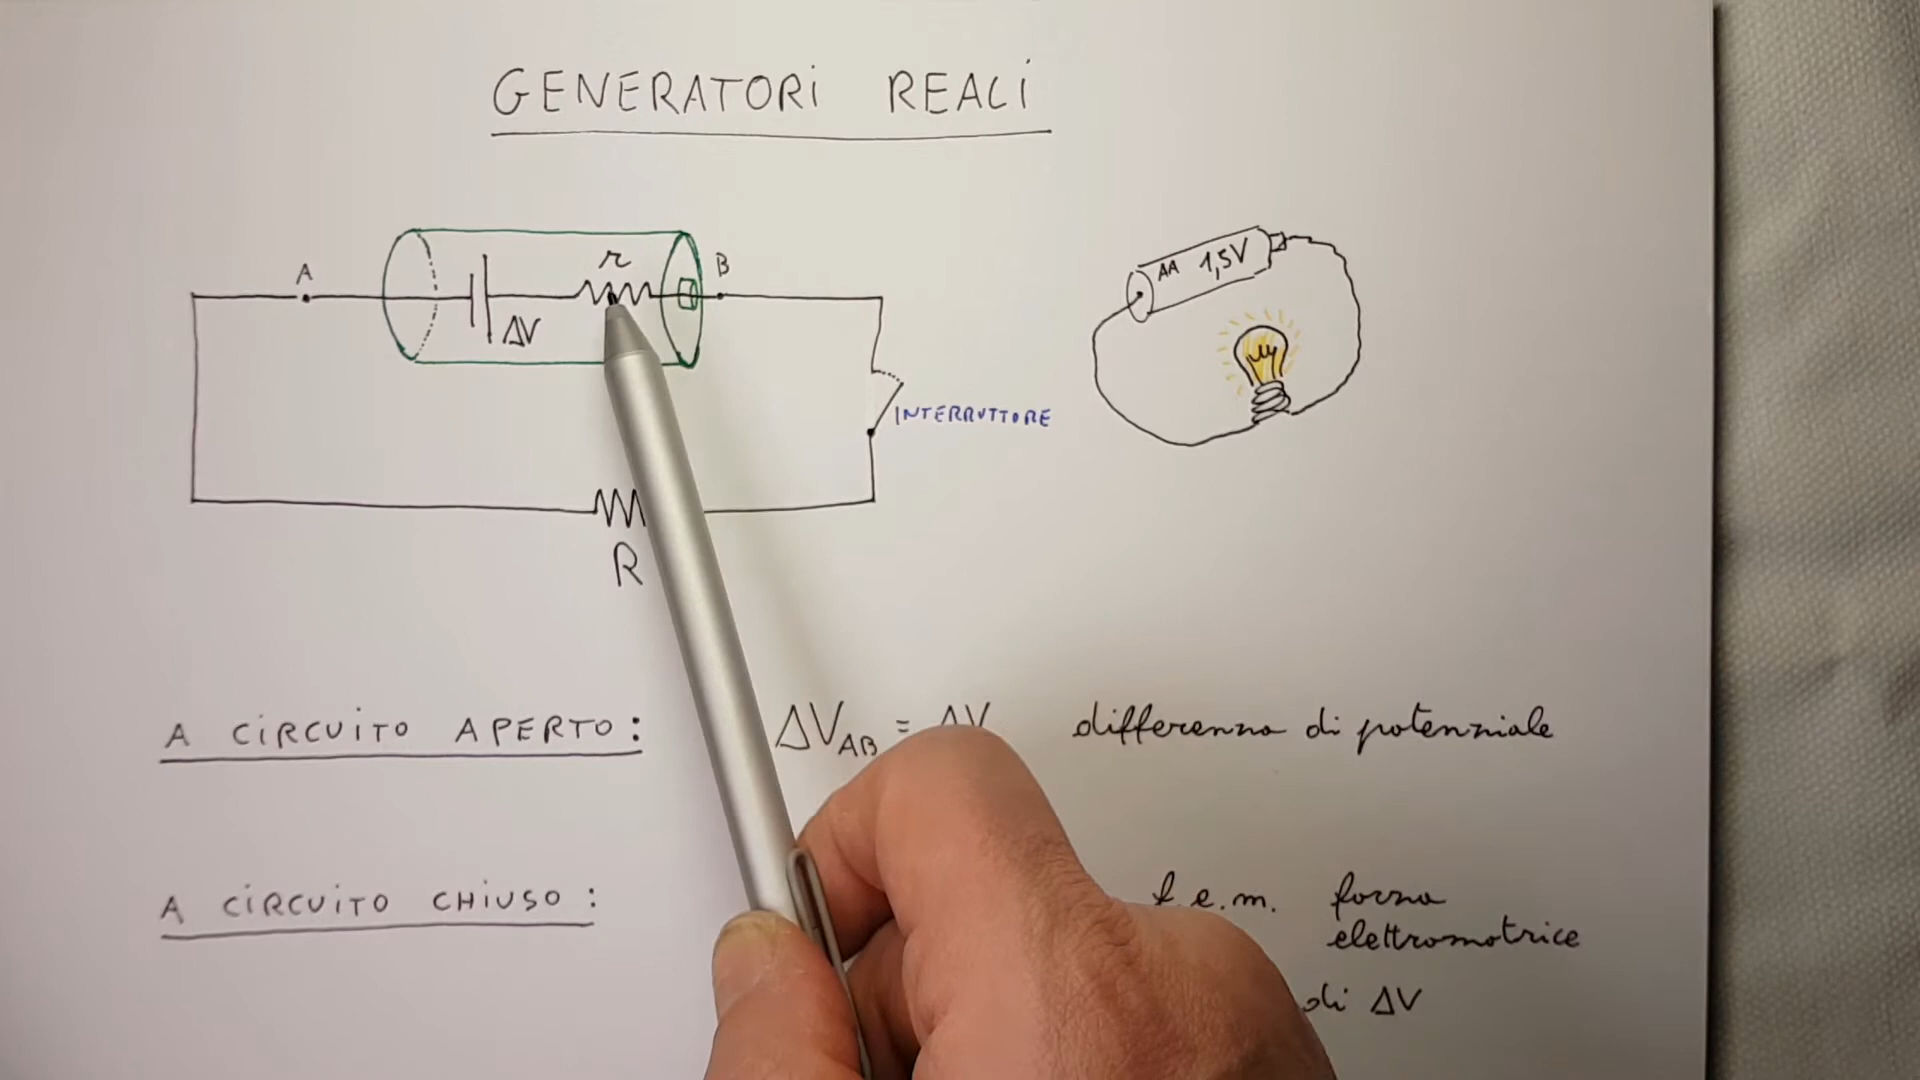 GENERATORI REALI
A
r
B
ΔV
AA 1,5V
INTERRUTTORE
R
A CIRCUITO APERTO: ΔV_AB = ΔV differenza di potenziale
A CIRCUITO CHIUSO: f.e.m. forza
elettromotrice
di ΔV